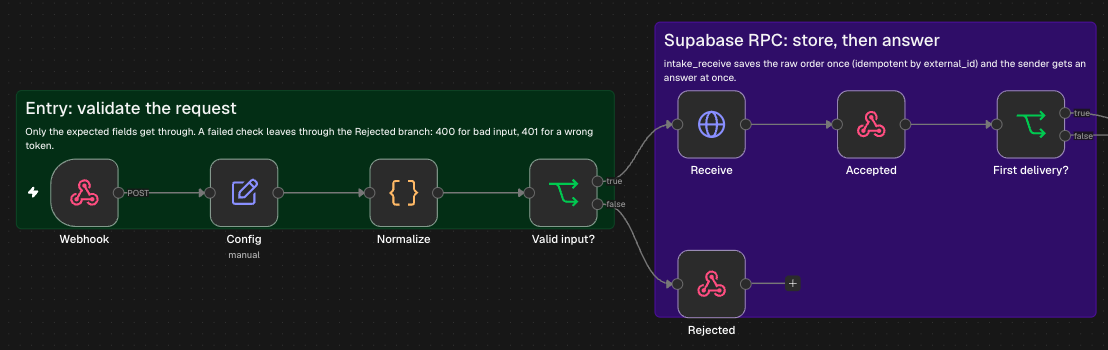 Entry: validate the request
Only the expected fields get through. A failed check leaves through the Rejected branch: 400 for bad input, 401 for a wrong
token.
POST
true
false
Webhook
Config
manual
Normalize
Valid input?
Supabase RPC: store, then answer
intake_receive saves the raw order once (idempotent by external_id) and the sender gets an
answer at once.
true
false
Receive
Accepted
First delivery?
Rejected